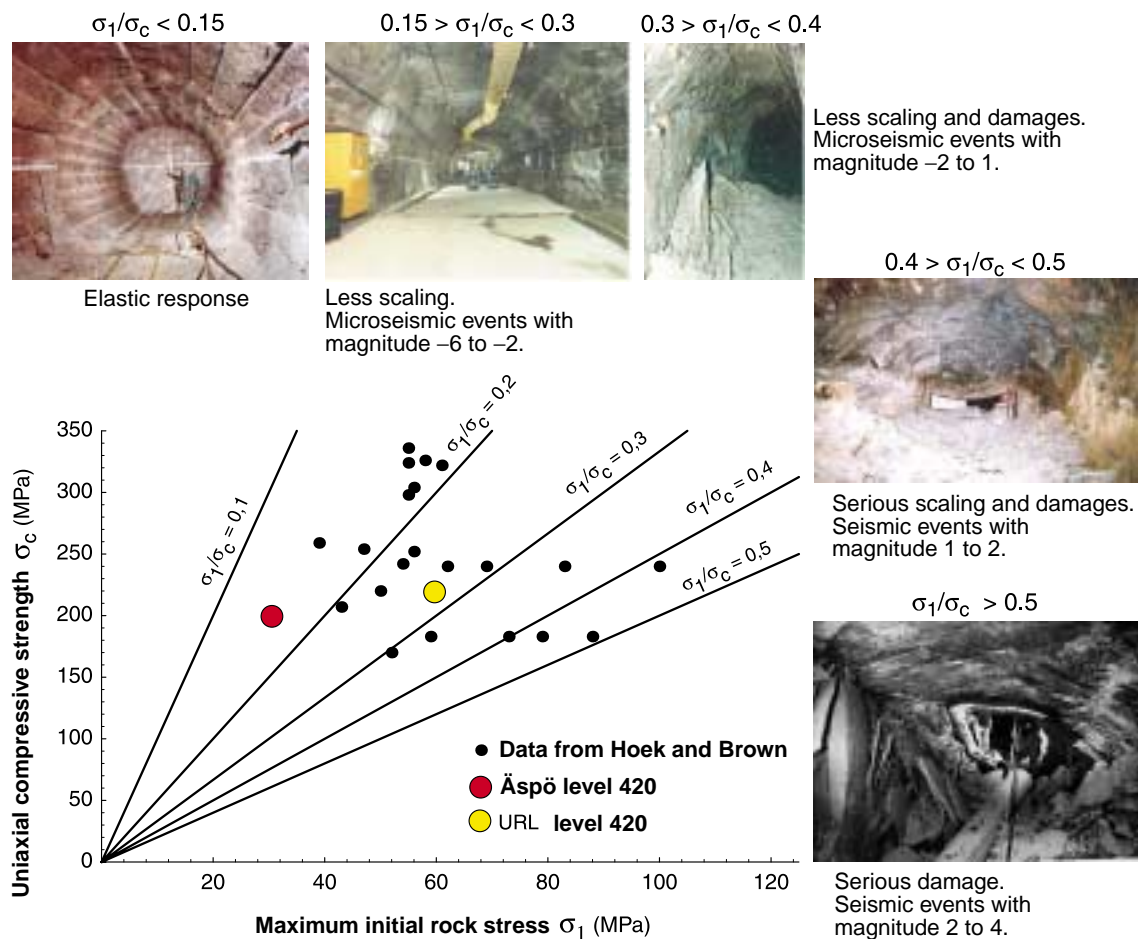 σ1/σc < 0.15
0.15 > σ1/σc < 0.3
0.3 > σ1/σc < 0.4
Less scaling and damages.
Microseismic events with
magnitude –2 to 1.
Elastic response
Less scaling.
Microseismic events with
magnitude –6 to –2.
0.4 > σ1/σc < 0.5
Serious scaling and damages.
Seismic events with
magnitude 1 to 2.
σ1/σc > 0.5
Serious damage.
Seismic events with
magnitude 2 to 4.
Uniaxial compressive strength σc (MPa)
350
300
250
200
150
100
50
0
σ1/σc = 0,1
σ1/σc = 0,2
σ1/σc = 0,3
σ1/σc = 0,4
σ1/σc = 0,5
Data from Hoek and Brown
Äspö level 420
URL level 420
20 40 60 80 100 120
Maximum initial rock stress σ1 (MPa)